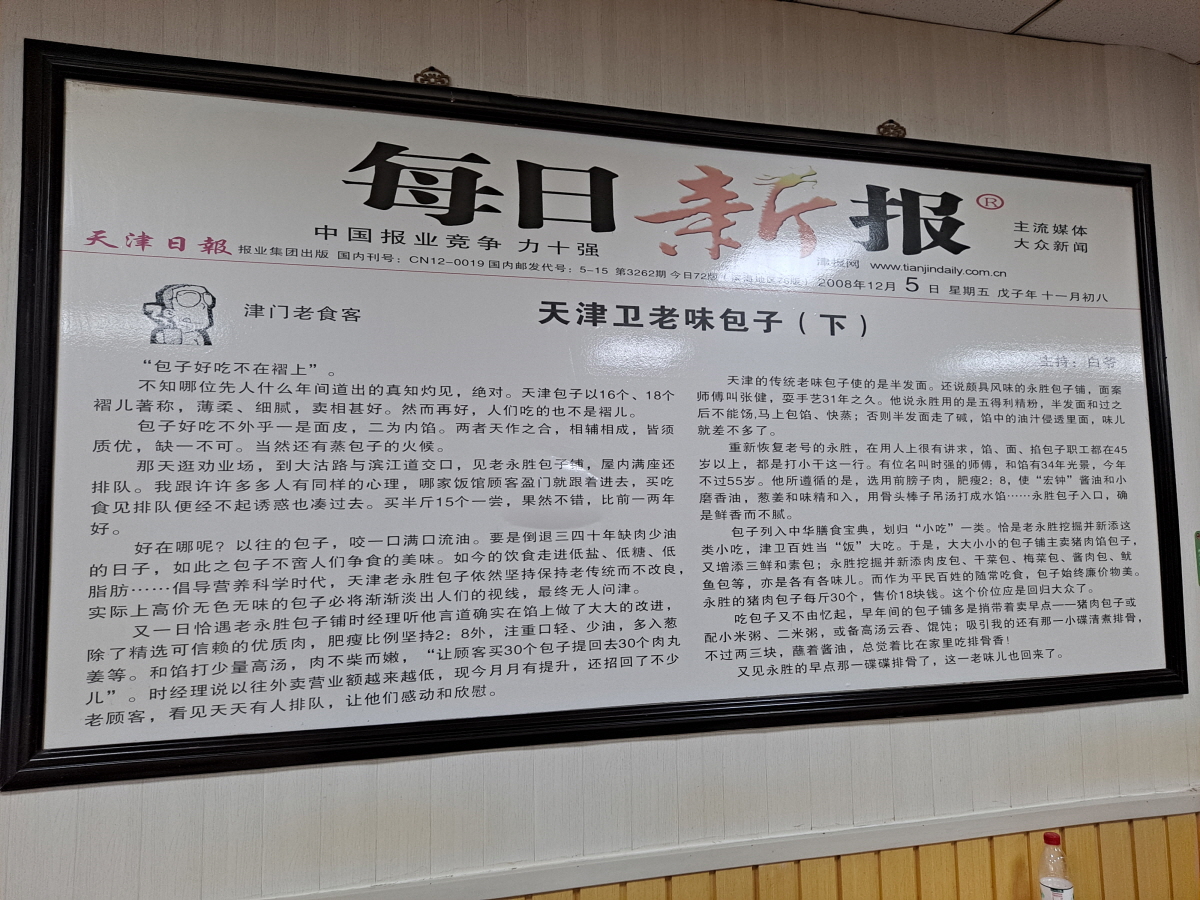 每日新报®
中国报业竞争 力十强
主流媒体
大众新闻
天津日報 报业集团出版 国内刊号：CN12-0019 国内邮发代号：5-15 第3262期 今日72版
津报网 www.tianjindaily.com.cn
2008年12月5日 星期五 戊子年 十一月初八
津门老食客
天津卫老味包子（下）
主持：白爷
“包子好吃不在褶上”。
不知哪位先人什么年间道出的真知灼见，绝对。天津包子以16个、18个
褶儿著称，薄柔、细腻，卖相甚好。然而再好，人们吃的也不是褶儿。
包子好吃不外乎一是面皮，二为内馅。两者天作之合，相辅相成，皆须
质优，缺一不可。当然还有蒸包子的火候。
那天逛劝业场，到大沽路与滨江道交口，见老永胜包子铺，屋内满座还
排队。我跟许许多多人有同样的心理，哪家饭馆顾客盈门就跟着进去，买吃
食见排队便经不起诱惑也凑过去。买半斤15个一尝，果然不错，比前一两年
好。
好在哪呢？以往的包子，咬一口满口流油。要是倒退三四十年缺肉少油
的日子，如此之包子不啻人们争食的美味。如今的饮食走进低盐、低糖、低
脂肪……倡导营养科学时代，天津老永胜包子依然坚持保持老传统而不改良，
实际上高价无色无味的包子必将渐渐淡出人们的视线，最终无人问津。
又一日恰遇老永胜包子铺时经理听他言道确实在馅上做了大大的改进，
除了精选可信赖的优质肉，肥瘦比例坚持2：8外，注重口轻、少油，多入葱
姜等。和馅打少量高汤，肉不柴而嫩，“让顾客买30个包子提回去30个肉丸
儿”。时经理说以往外卖营业额越来越低，现今月月有提升，还招回了不少
老顾客，看见天天有人排队，让他们感动和欣慰。
天津的传统老味包子使的是半发面。还说颇具风味的永胜包子铺，面案
师傅叫张健，耍手艺31年之久。他说永胜用的是五得利精粉，半发面和过之
后不能饧,马上包馅、快蒸；否则半发面走了碱，馅中的油汁侵透里面，味儿
就差不多了。
重新恢复老号的永胜，在用人上很有讲求，馅、面、掐包子职工都在45
岁以上，都是打小干这一行。有位名叫时强的师傅，和馅有34年光景，今年
不过55岁。他所遵循的是，选用前膀子肉，肥瘦2：8，使“宏钟”酱油和小
磨香油，葱姜和味精和入，用骨头棒子吊汤打成水馅……永胜包子入口，确
是鲜香而不腻。
包子列入中华膳食宝典，划归“小吃”一类。恰是老永胜挖掘并新添这
类小吃，津卫百姓当“饭”大吃。于是，大大小小的包子铺主卖猪肉馅包子，
又增添三鲜和素包；永胜挖掘并新添肉皮包、干菜包、梅菜包、酱肉包、鱿
鱼包等，亦是各有各味儿。而作为平民百姓的随常吃食，包子始终廉价物美。
永胜的猪肉包子每斤30个，售价18块钱。这个价位应是回归大众了。
吃包子又不由忆起，早年间的包子铺多是捎带着卖早点——猪肉包子或
配小米粥、二米粥，或备高汤云吞、馄饨；吸引我的还有那一小碟清煮排骨，
不过两三块，蘸着酱油，总觉着比在家里吃排骨香！
又见永胜的早点那一碟碟排骨了，这一老味儿也回来了。